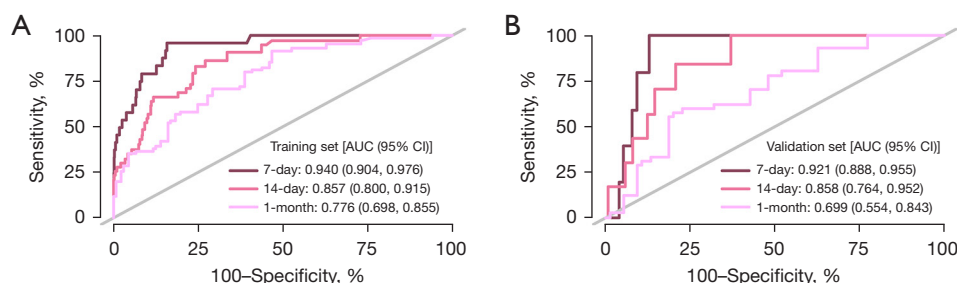 A
100
75
50
25
0
Sensitivity, %
Training set [AUC (95% CI)]
7-day: 0.940 (0.904, 0.976)
14-day: 0.857 (0.800, 0.915)
1-month: 0.776 (0.698, 0.855)
0
25
50
75
100
100–Specificity, %
B
100
75
50
25
0
Sensitivity, %
Validation set [AUC (95% CI)]
7-day: 0.921 (0.888, 0.955)
14-day: 0.858 (0.764, 0.952)
1-month: 0.699 (0.554, 0.843)
0
25
50
75
100
100–Specificity, %